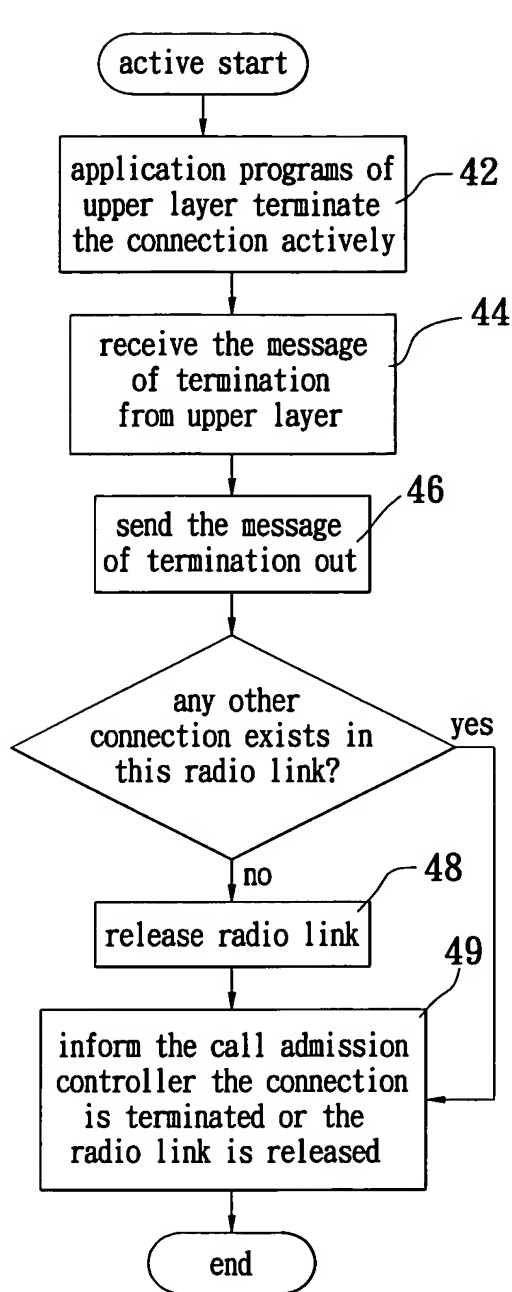 active start
application programs of
upper layer terminate
the connection actively
42
receive the message
of termination
from upper layer
44
send the message
of termination out
46
any other
connection exists in
this radio link?
yes
no
release radio link
48
inform the call admission
controller the connection
is terminated or the
radio link is released
49
end